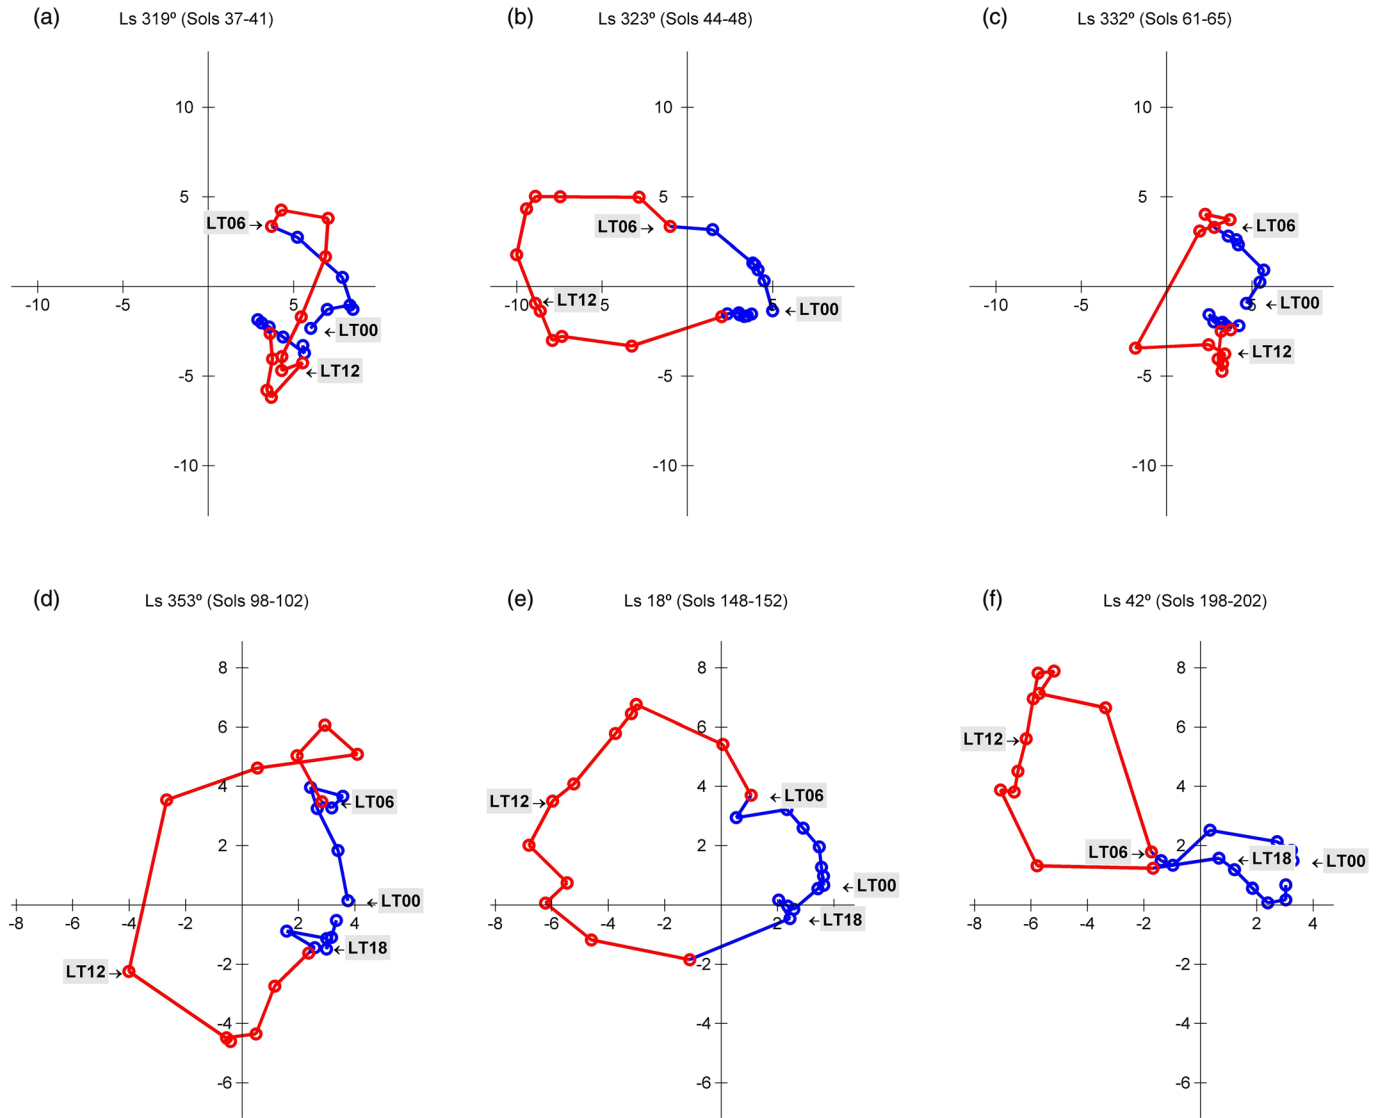 (a) Ls 319º (Sols 37-41)
(b) Ls 323º (Sols 44-48)
(c) Ls 332º (Sols 61-65)
10 10 10
5 5 5
LT06→ LT06→ ←LT06
-10 -5 5 -10 -5 5 -10 -5 5
←LT00 ←LT00 ←LT00
←LT12 ←LT12 ←LT12
-5 -5 -5
-10 -10 -10
(d) Ls 353º (Sols 98-102)
(e) Ls 18º (Sols 148-152)
(f) Ls 42º (Sols 198-202)
8 8 8
6 6 6
LT12→
4 4 4
←LT06 LT12→ ←LT06
2 2 2
LT06→ ←LT18 ←LT00
←LT00 ←LT00
-8 -6 -4 -2 2 4 -8 -6 -4 -2 2 -8 -6 -4 -2 2 4
←LT18 ←LT18
LT12→
-2 -2 -2
-4 -4 -4
-6 -6 -6